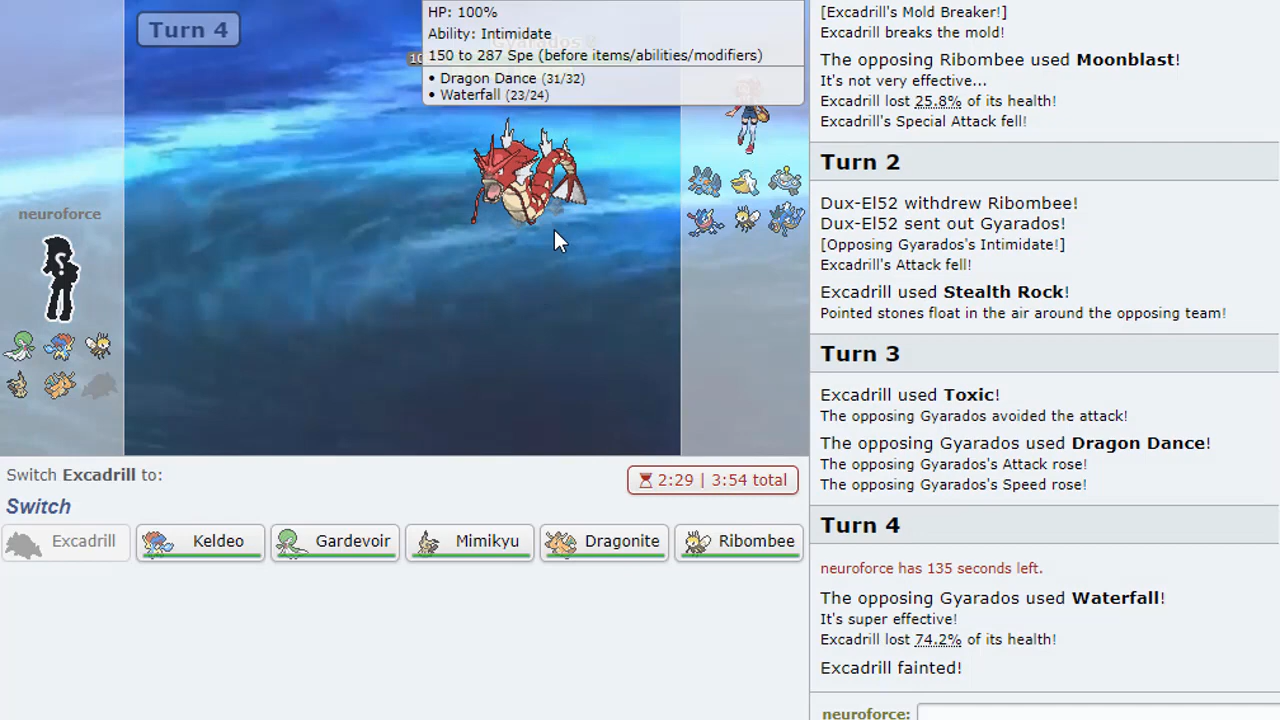 Turn 4
HP: 100%
Ability: Intimidate
150 to 287 Spe (before items/abilities/modifiers)
• Dragon Dance (31/32)
• Waterfall (23/24)
neuroforce
Switch Excadrill to:
2:29 | 3:54 total
Switch
Excadrill
Keldeo
Gardevoir
Mimikyu
Dragonite
Ribombee
[Excadrill's Mold Breaker!]
Excadrill breaks the mold!
The opposing Ribombee used Moonblast!
It's not very effective...
Excadrill lost 25.8% of its health!
Excadrill's Special Attack fell!
Turn 2
Dux-El52 withdrew Ribombee!
Dux-El52 sent out Gyarados!
[Opposing Gyarados's Intimidate!]
Excadrill's Attack fell!
Excadrill used Stealth Rock!
Pointed stones float in the air around the opposing team!
Turn 3
Excadrill used Toxic!
The opposing Gyarados avoided the attack!
The opposing Gyarados used Dragon Dance!
The opposing Gyarados's Attack rose!
The opposing Gyarados's Speed rose!
Turn 4
neuroforce has 135 seconds left.
The opposing Gyarados used Waterfall!
It's super effective!
Excadrill lost 74.2% of its health!
Excadrill fainted!
neuroforce: